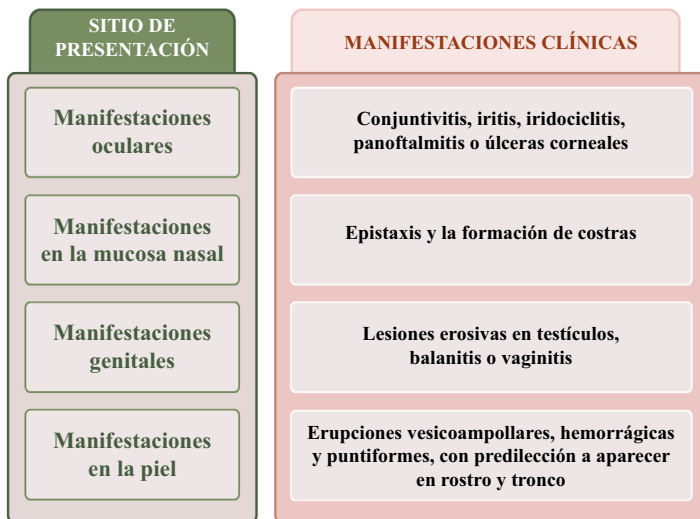 SITIO DE
PRESENTACIÓN
MANIFESTACIONES CLÍNICAS
Manifestaciones
oculares
Conjuntivitis, iritis, iridociclitis,
panoftalmitis o úlceras corneales
Manifestaciones
en la mucosa nasal
Epistaxis y la formación de costras
Manifestaciones
genitales
Lesiones erosivas en testículos,
balanitis o vaginitis
Manifestaciones
en la piel
Erupciones vesicoampollares, hemorrágicas
y puntiformes, con predilección a aparecer
en rostro y tronco